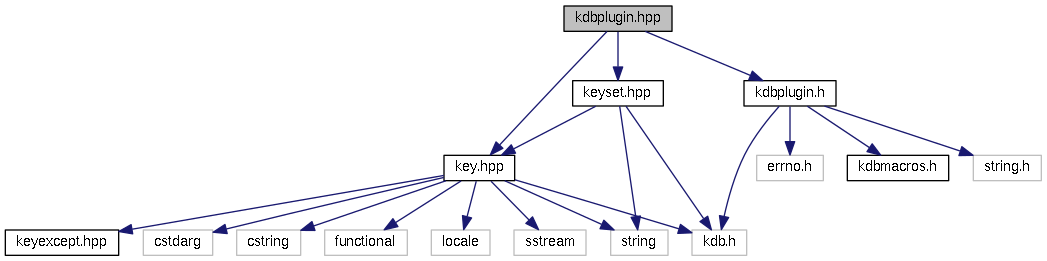 kdbplugin.hpp
keyset.hpp
kdbplugin.h
key.hpp
errno.h
kdbmacros.h
string.h
keyexcept.hpp
cstdarg
cstring
functional
locale
sstream
string
kdb.h